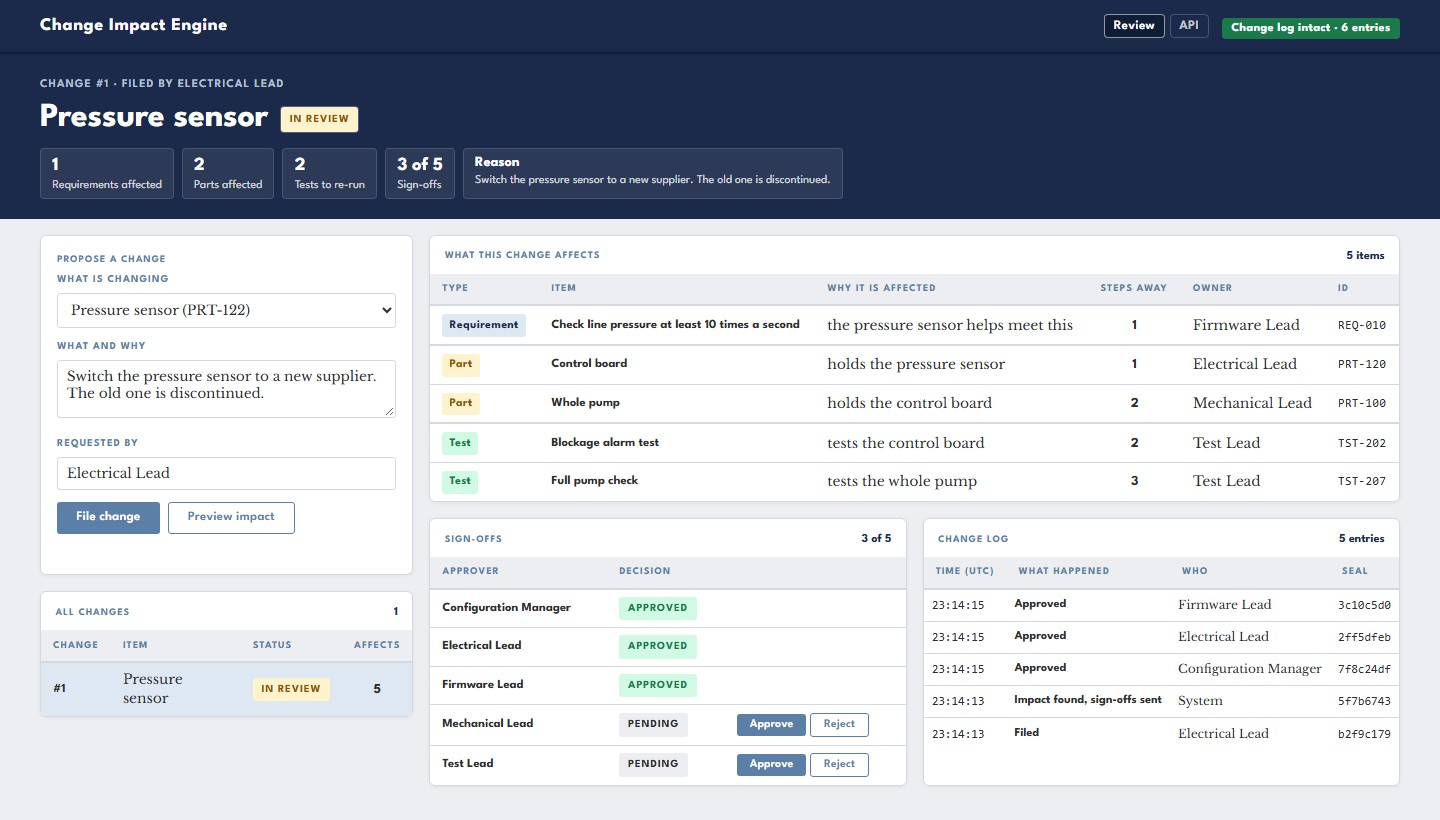 Change Impact Engine
Review API Change log intact · 6 entries
CHANGE #1 · FILED BY ELECTRICAL LEAD
Pressure sensor IN REVIEW
1
Requirements affected
2
Parts affected
2
Tests to re-run
3 of 5
Sign-offs
Reason
Switch the pressure sensor to a new supplier. The old one is discontinued.
PROPOSE A CHANGE
WHAT IS CHANGING
Pressure sensor (PRT-122)
WHAT AND WHY
Switch the pressure sensor to a new supplier.
The old one is discontinued.
REQUESTED BY
Electrical Lead
File change Preview impact
ALL CHANGES 1
CHANGE ITEM STATUS AFFECTS
#1 Pressure sensor IN REVIEW 5
WHAT THIS CHANGE AFFECTS 5 items
TYPE ITEM WHY IT IS AFFECTED STEPS AWAY OWNER ID
Requirement Check line pressure at least 10 times a second the pressure sensor helps meet this 1 Firmware Lead REQ-010
Part Control board holds the pressure sensor 1 Electrical Lead PRT-120
Part Whole pump holds the control board 2 Mechanical Lead PRT-100
Test Blockage alarm test tests the control board 2 Test Lead TST-202
Test Full pump check tests the whole pump 3 Test Lead TST-207
SIGN-OFFS 3 of 5
APPROVER DECISION
Configuration Manager APPROVED
Electrical Lead APPROVED
Firmware Lead APPROVED
Mechanical Lead PENDING Approve Reject
Test Lead PENDING Approve Reject
CHANGE LOG 5 entries
TIME (UTC) WHAT HAPPENED WHO SEAL
23:14:15 Approved Firmware Lead 3c10c5d0
23:14:15 Approved Electrical Lead 2ff5dfeb
23:14:15 Approved Configuration Manager 7f8c24df
23:14:13 Impact found, sign-offs sent System 5f7b6743
23:14:13 Filed Electrical Lead b2f9c179